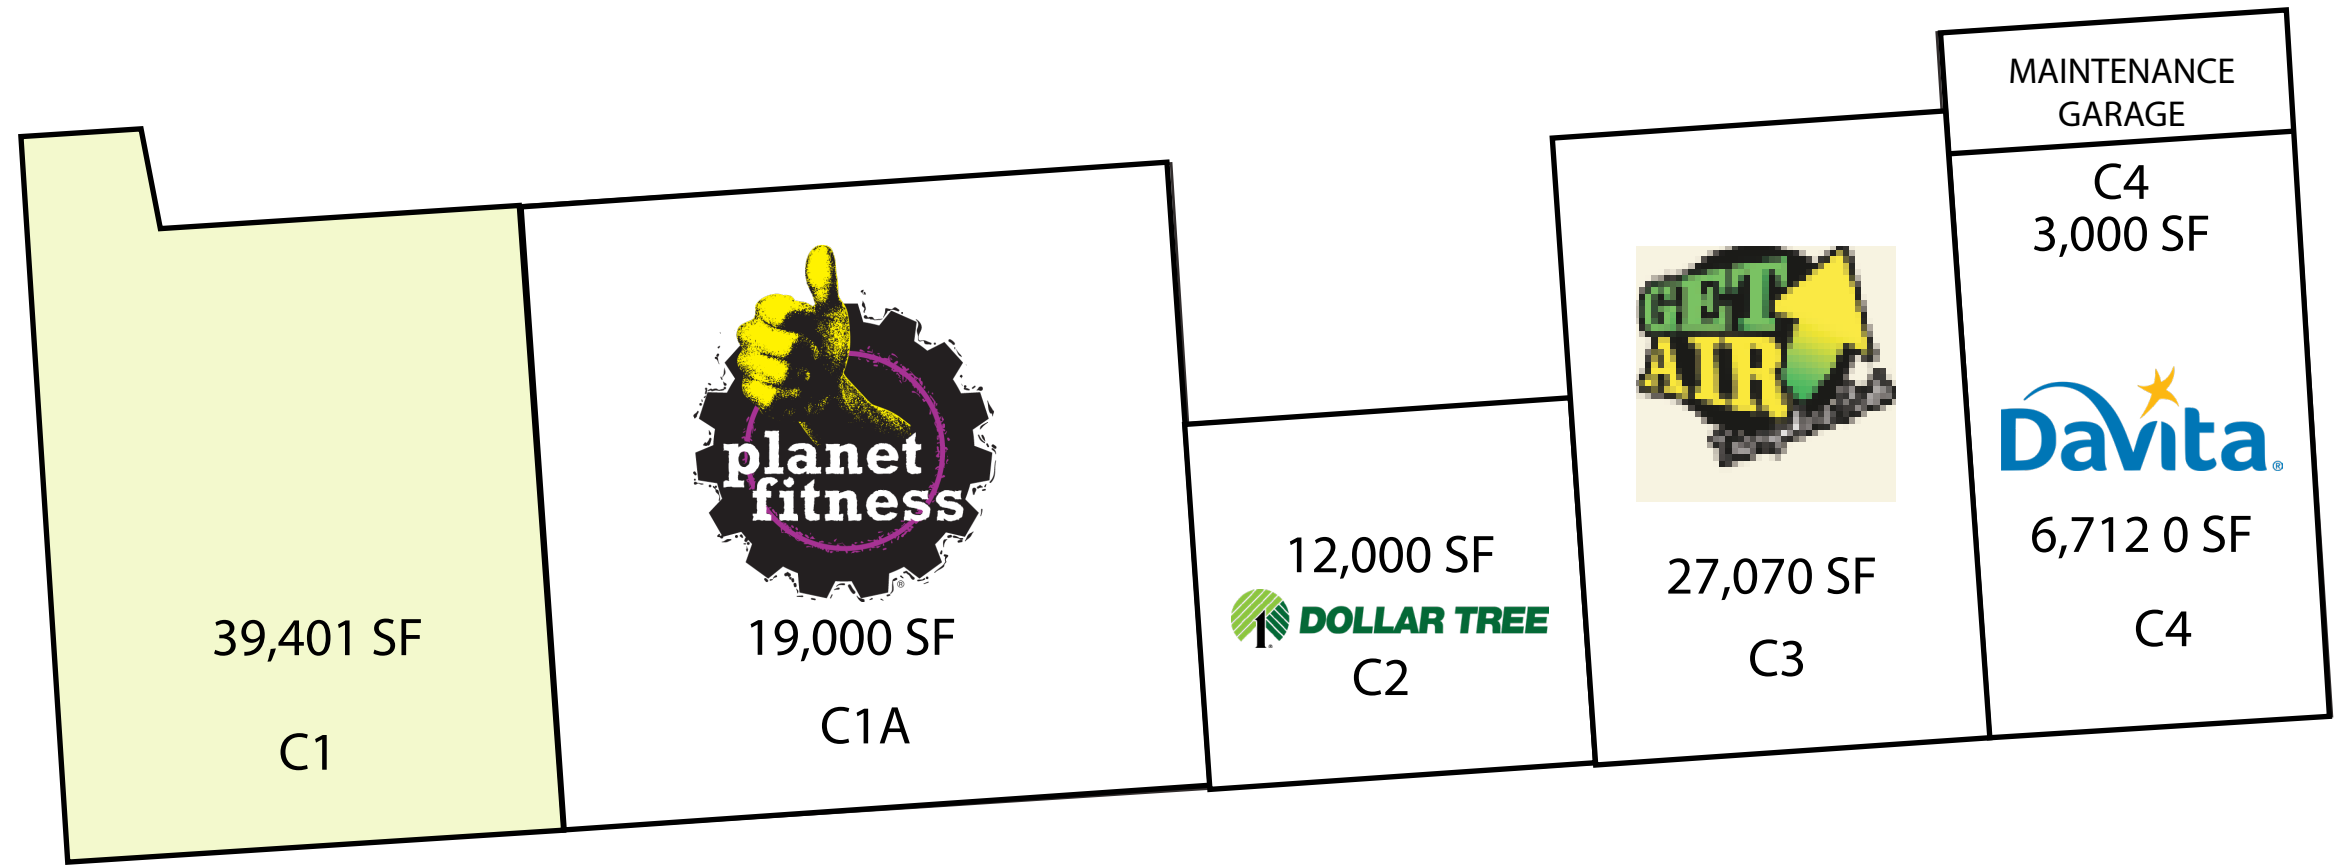 39,401 SF
C1
planet
fitness®
19,000 SF
C1A
12,000 SF
1 DOLLAR TREE
C2
GET
AIR
27,070 SF
C3
MAINTENANCE
GARAGE
C4
3,000 SF
DaVita®
6,712 0 SF
C4